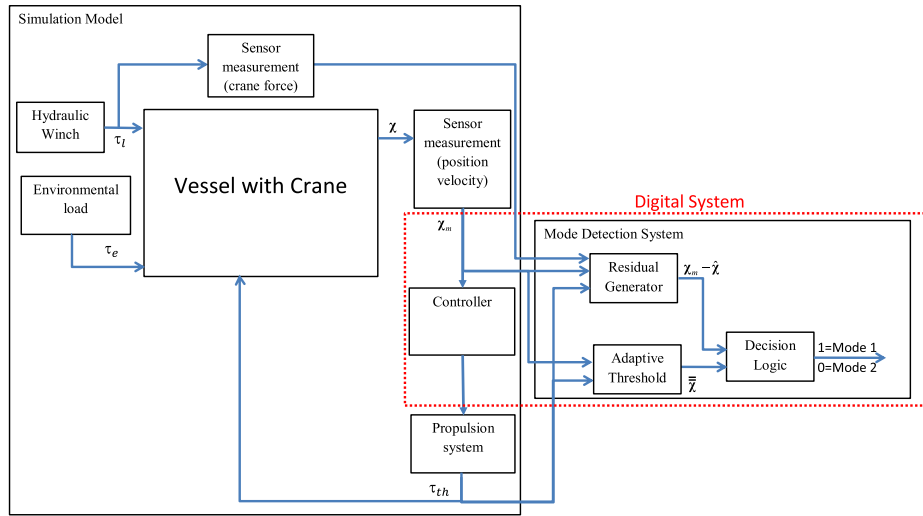 Simulation Model
Sensor
measurement
(crane force)
Hydraulic
Winch
τl
Environmental
load
τe
Vessel with Crane
χ
Sensor
measurement
(position
velocity)
χm
Digital System
Mode Detection System
Residual
Generator
χm − χ̂
Controller
Adaptive
Threshold
χ̿
Decision
Logic
1=Mode 1
0=Mode 2
Propulsion
system
τth